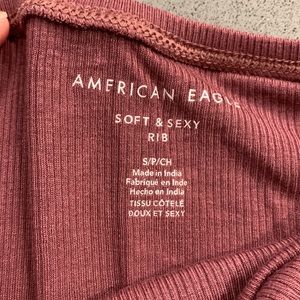 AMERICAN EAGLE
SOFT & SEXY
RIB
S/P/CH
Made in India
Fabriqué en Inde
Hecho en India
TISSU CÔTELÉ
DOUX ET SEXY